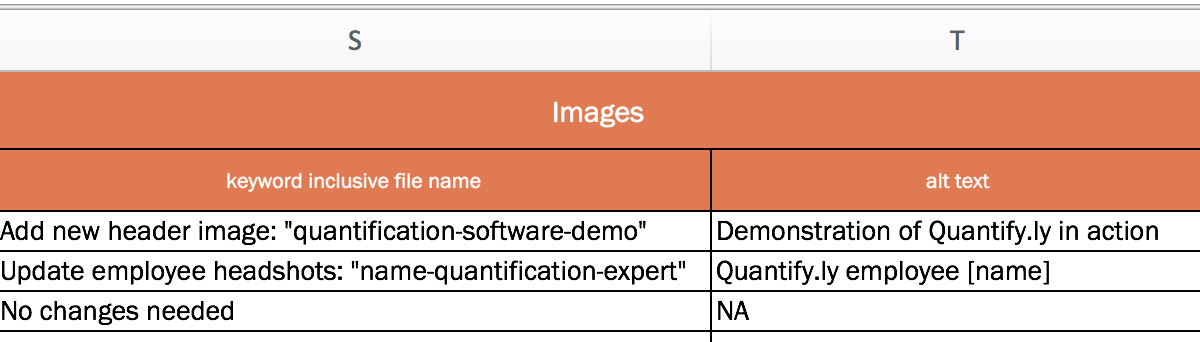 S T
Images
keyword inclusive file name alt text
Add new header image: "quantification-software-demo" Demonstration of Quantify.ly in action
Update employee headshots: "name-quantification-expert" Quantify.ly employee [name]
No changes needed NA